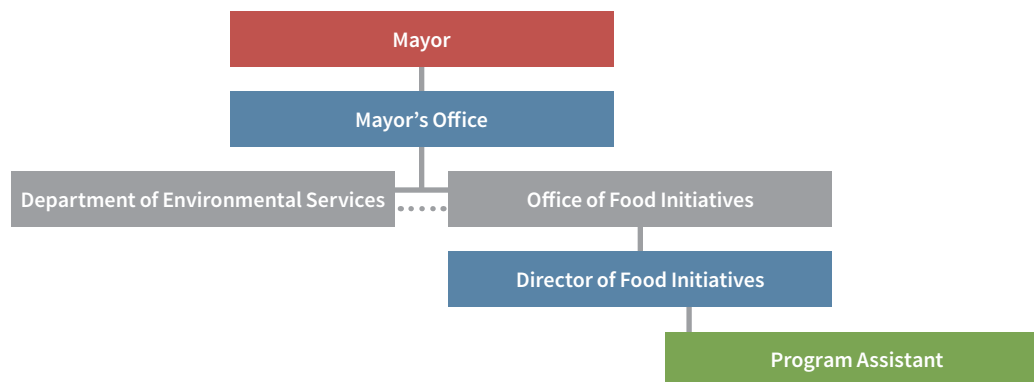 Mayor
Mayor’s Office
Department of Environmental Services
Office of Food Initiatives
Director of Food Initiatives
Program Assistant